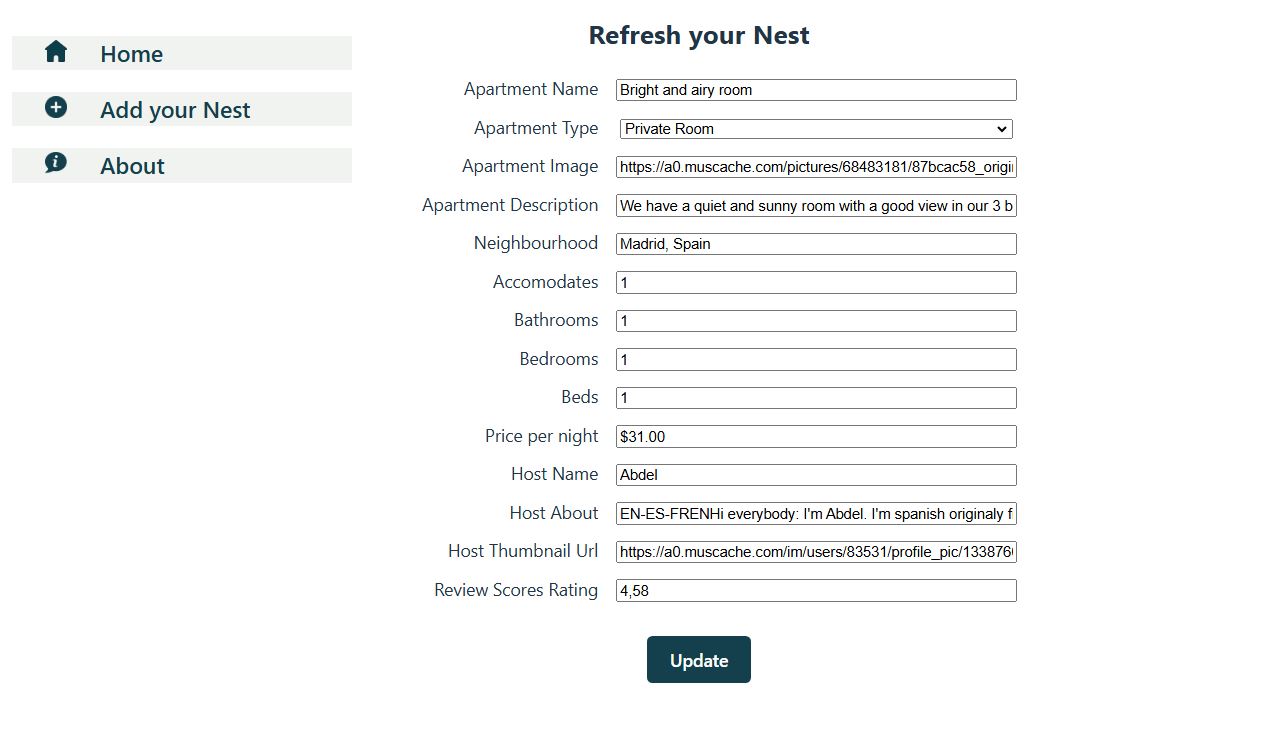 Refresh your Nest
Home
Add your Nest
About
Apartment Name Bright and airy room
Apartment Type Private Room
Apartment Image https://a0.muscache.com/pictures/68483181/87bcac58_origi
Apartment Description We have a quiet and sunny room with a good view in our 3 b
Neighbourhood Madrid, Spain
Accomodates 1
Bathrooms 1
Bedrooms 1
Beds 1
Price per night $31.00
Host Name Abdel
Host About EN-ES-FRENHi everybody: I'm Abdel. I'm spanish originaly f
Host Thumbnail Url https://a0.muscache.com/im/users/83531/profile_pic/133876
Review Scores Rating 4,58
Update